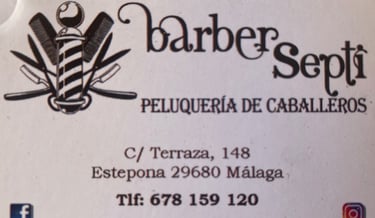 barber
Septi
PELUQUERÍA DE CABALLEROS
C/ Terraza, 148
Estepona 29680 Málaga
Tlf: 678 159 120